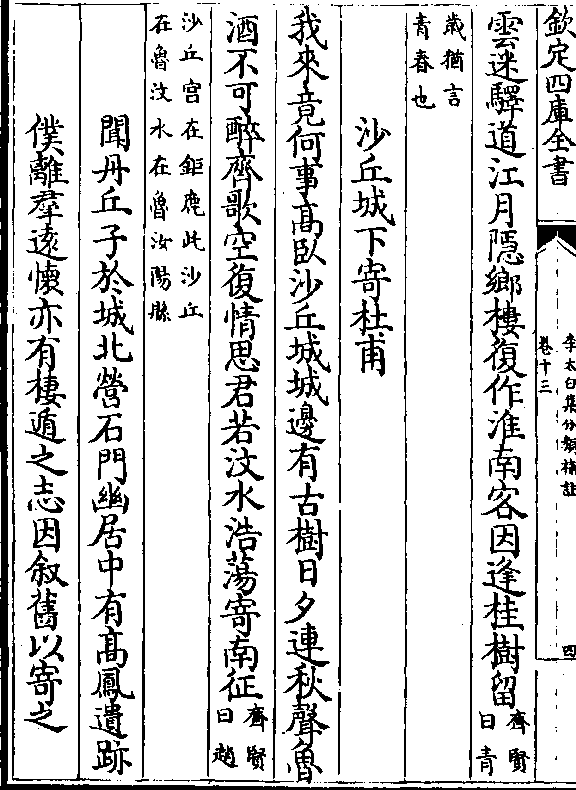 欽定四庫全書
李太白集分類補註
卷十三
四
雲迷驛道江月隱鄉樓復作淮南客因逢桂樹留齊賢曰青
歲猶言
青春也
沙丘城下寄杜甫
我來竟何事髙臥沙丘城城邊有古樹日夕連秋聲魯
酒不可醉齊歌空復情思君若汶水浩蕩寄南征齊賢曰趙
沙丘宫在鉅鹿此沙丘
在魯汶水在魯汝陽縣
聞丹丘子於城北營石門幽居中有髙鳳遺跡
僕離羣遠懷亦有棲遁之志因叙舊以寄之